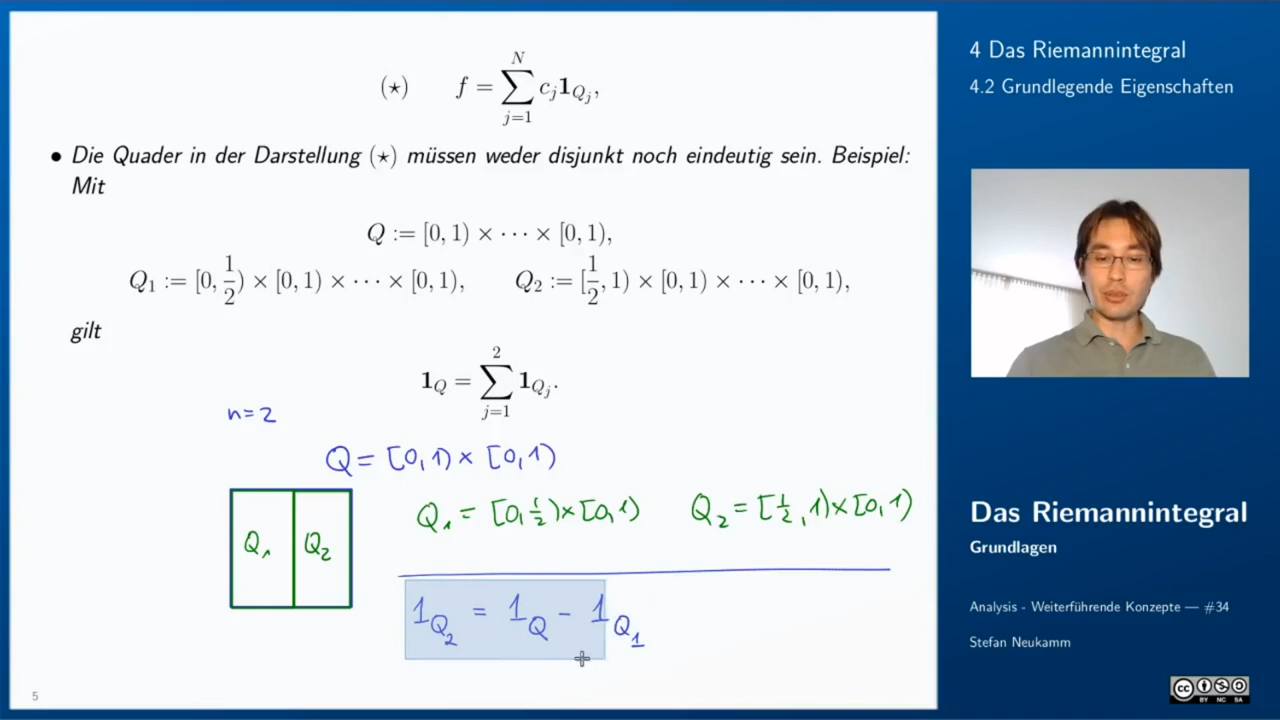 (⋆) f = ∑_{j=1}^{N} c_j 1_{Q_j},
• Die Quader in der Darstellung (⋆) müssen weder disjunkt noch eindeutig sein. Beispiel:
Mit
Q := [0, 1) × ⋯ × [0, 1),
Q_1 := [0, 1/2) × [0, 1) × ⋯ × [0, 1), Q_2 := [1/2, 1) × [0, 1) × ⋯ × [0, 1),
gilt
1_Q = ∑_{j=1}^{2} 1_{Q_j}.
n=2
Q = [0,1) × [0,1)
Q_1 = [0,1/2) × [0,1) Q_2 = [1/2,1) × [0,1)
Q_1 Q_2
1_{Q_2} = 1_Q - 1_{Q_1}
5
4 Das Riemannintegral
4.2 Grundlegende Eigenschaften
Das Riemannintegral
Grundlagen
Analysis - Weiterführende Konzepte — #34
Stefan Neukamm
cc
BY NC SA